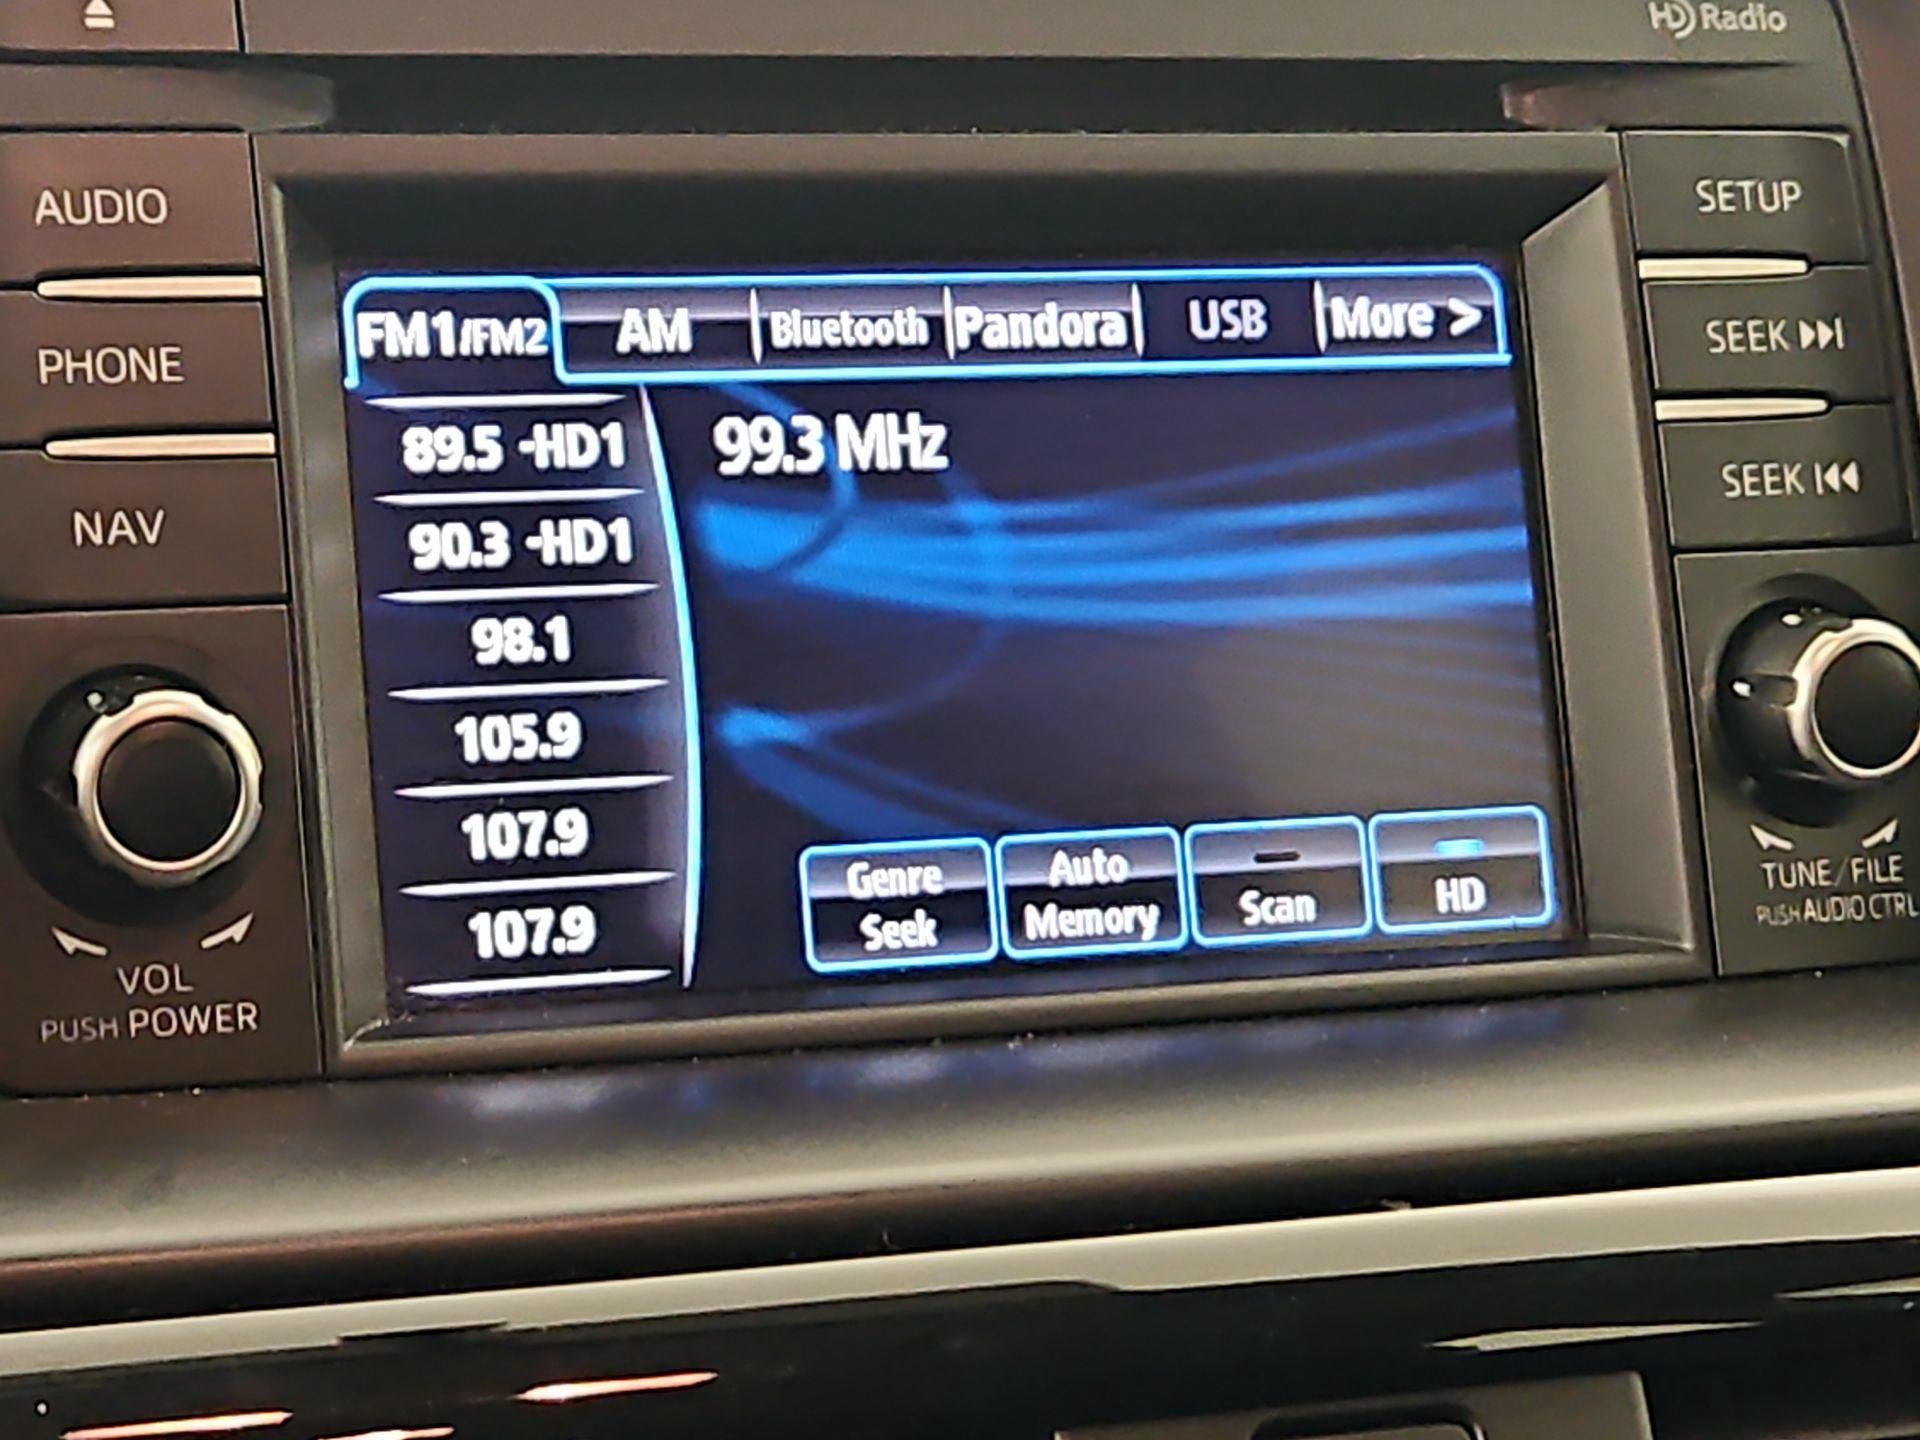 HD Radio
AUDIO
PHONE
NAV
VOL
PUSH POWER
FM1/FM2 AM Bluetooth Pandora USB More >
89.5 -HD1
90.3 -HD1
98.1
105.9
107.9
107.9
99.3 MHz
Genre
Seek
Auto
Memory
Scan
HD
SETUP
SEEK
SEEK
TUNE/FILE
PUSH AUDIO CTRL